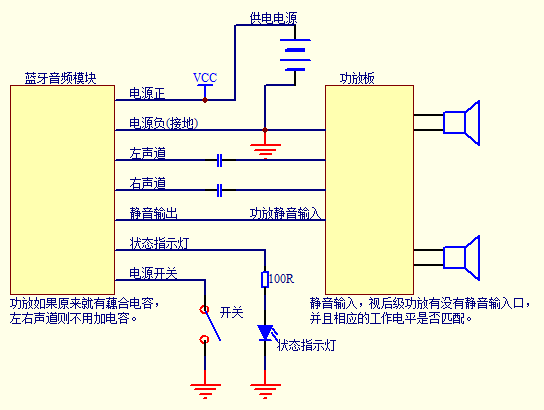 供电电源
蓝牙音频模块
VCC
功放板
电源正
电源负(接地)
左声道
右声道
静音输出
功放静音输入
状态指示灯
电源开关
100R
功放如果原来就有藕合电容,
左右声道则不用加电容。
开关
静音输入,视后级功放有没有静音输入口,
并且相应的工作电平是否匹配。
状态指示灯